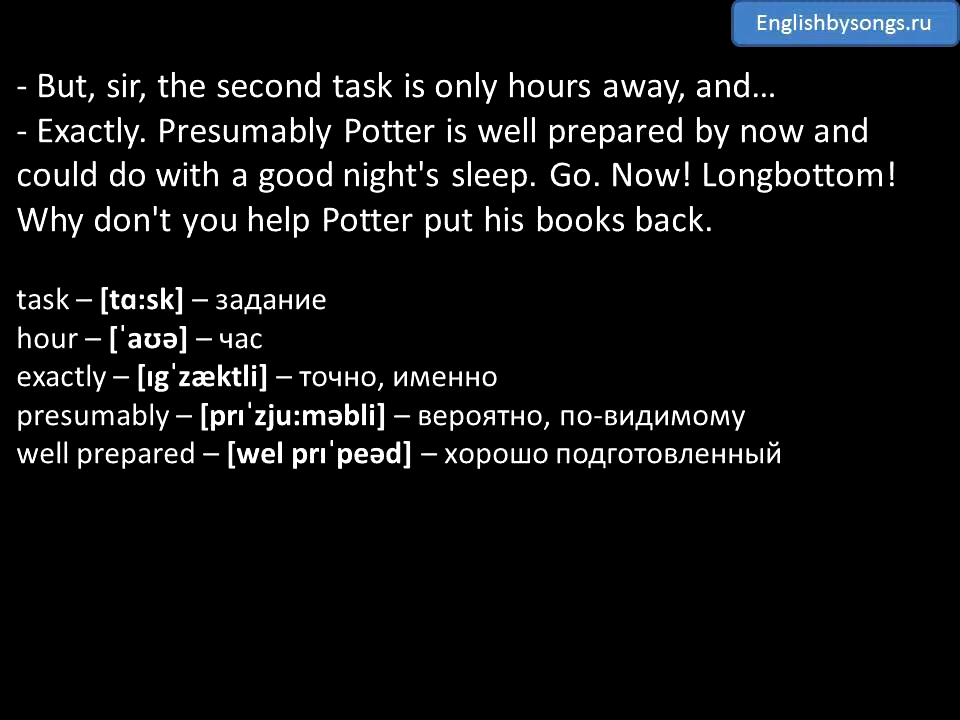 Englishbysongs.ru
- But, sir, the second task is only hours away, and…
- Exactly. Presumably Potter is well prepared by now and
could do with a good night's sleep. Go. Now! Longbottom!
Why don't you help Potter put his books back.
task – [tɑ:sk] – задание
hour – [ˈaʊə] – час
exactly – [ɪgˈzæktli] – точно, именно
presumably – [prɪˈzju:məbli] – вероятно, по-видимому
well prepared – [wel prɪˈpeəd] – хорошо подготовленный